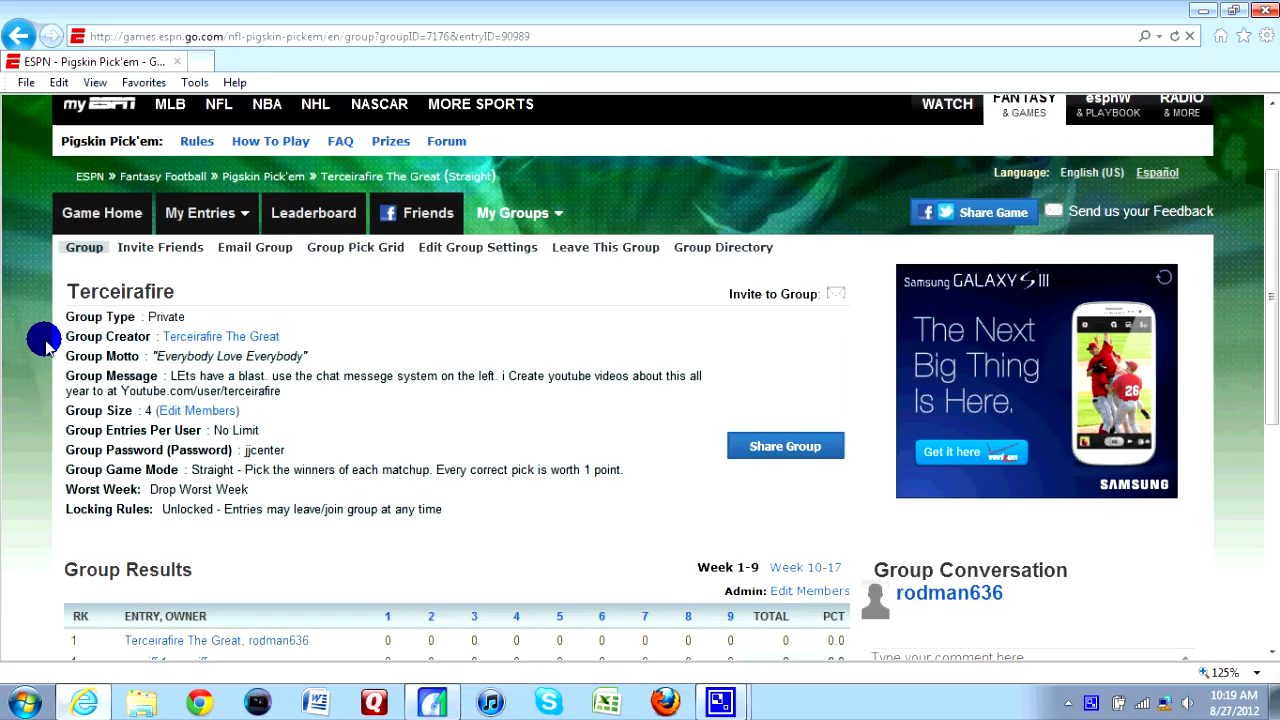 http://games.espn.go.com/nfl-pigskin-pickem/en/group?groupID=7176&entryID=90989
ESPN - Pigskin Pick'em - G...
File Edit View Favorites Tools Help
my ESPN MLB NFL NBA NHL NASCAR MORE SPORTS WATCH FANTASY & GAMES espnW & PLAYBOOK RADIO & MORE
Pigskin Pick'em: Rules How To Play FAQ Prizes Forum
ESPN » Fantasy Football » Pigskin Pick'em » Terceirafire The Great (Straight) Language: English (US) Español
Game Home My Entries Leaderboard Friends My Groups Share Game Send us your Feedback
Group Invite Friends Email Group Group Pick Grid Edit Group Settings Leave This Group Group Directory
Terceirafire
Invite to Group:
Group Type : Private
Group Creator : Terceirafire The Great
Group Motto : "Everybody Love Everybody"
Group Message : LEts have a blast. use the chat messege system on the left. i Create youtube videos about this all
year to at Youtube.com/user/terceirafire
Group Size : 4 (Edit Members)
Group Entries Per User : No Limit
Group Password (Password) : jjcenter
Share Group
Group Game Mode : Straight - Pick the winners of each matchup. Every correct pick is worth 1 point.
Worst Week: Drop Worst Week
Locking Rules: Unlocked - Entries may leave/join group at any time
Samsung GALAXY S III
The Next
Big Thing
Is Here.
26
Get it here verizon
SAMSUNG
Group Results
Week 1-9 Week 10-17
Admin: Edit Members
RK ENTRY, OWNER 1 2 3 4 5 6 7 8 9 TOTAL PCT
1 Terceirafire The Great, rodman636 0 0 0 0 0 0 0 0 0 0 0.0
Group Conversation
rodman636
Type your comment here
125%
10:19 AM
8/27/2012